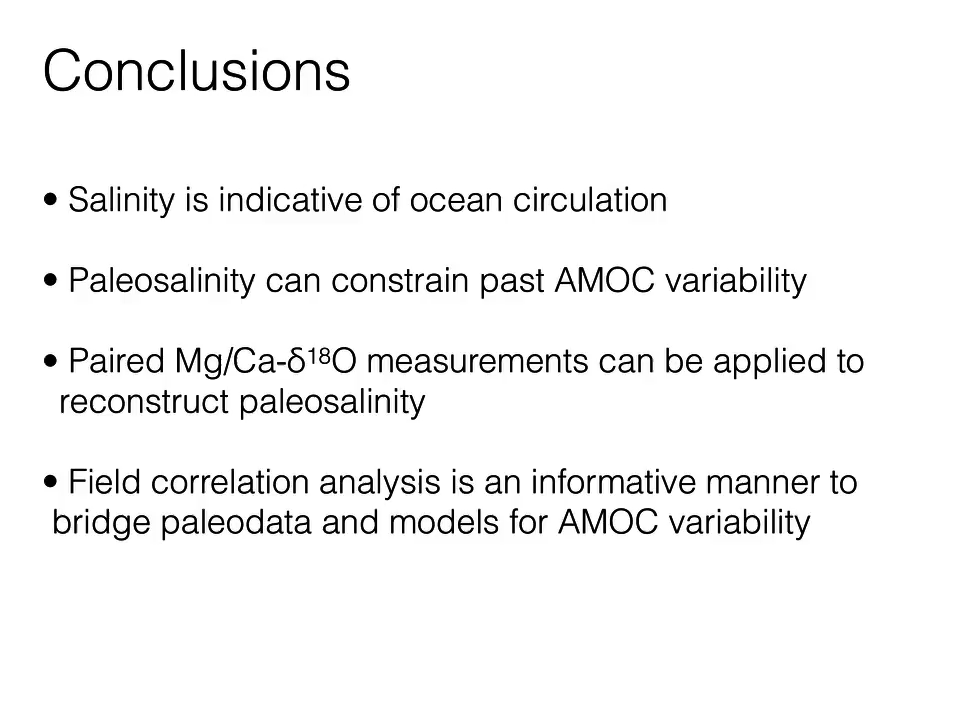 Conclusions
• Salinity is indicative of ocean circulation
• Paleosalinity can constrain past AMOC variability
• Paired Mg/Ca-δ¹⁸O measurements can be applied to
reconstruct paleosalinity
• Field correlation analysis is an informative manner to
bridge paleodata and models for AMOC variability